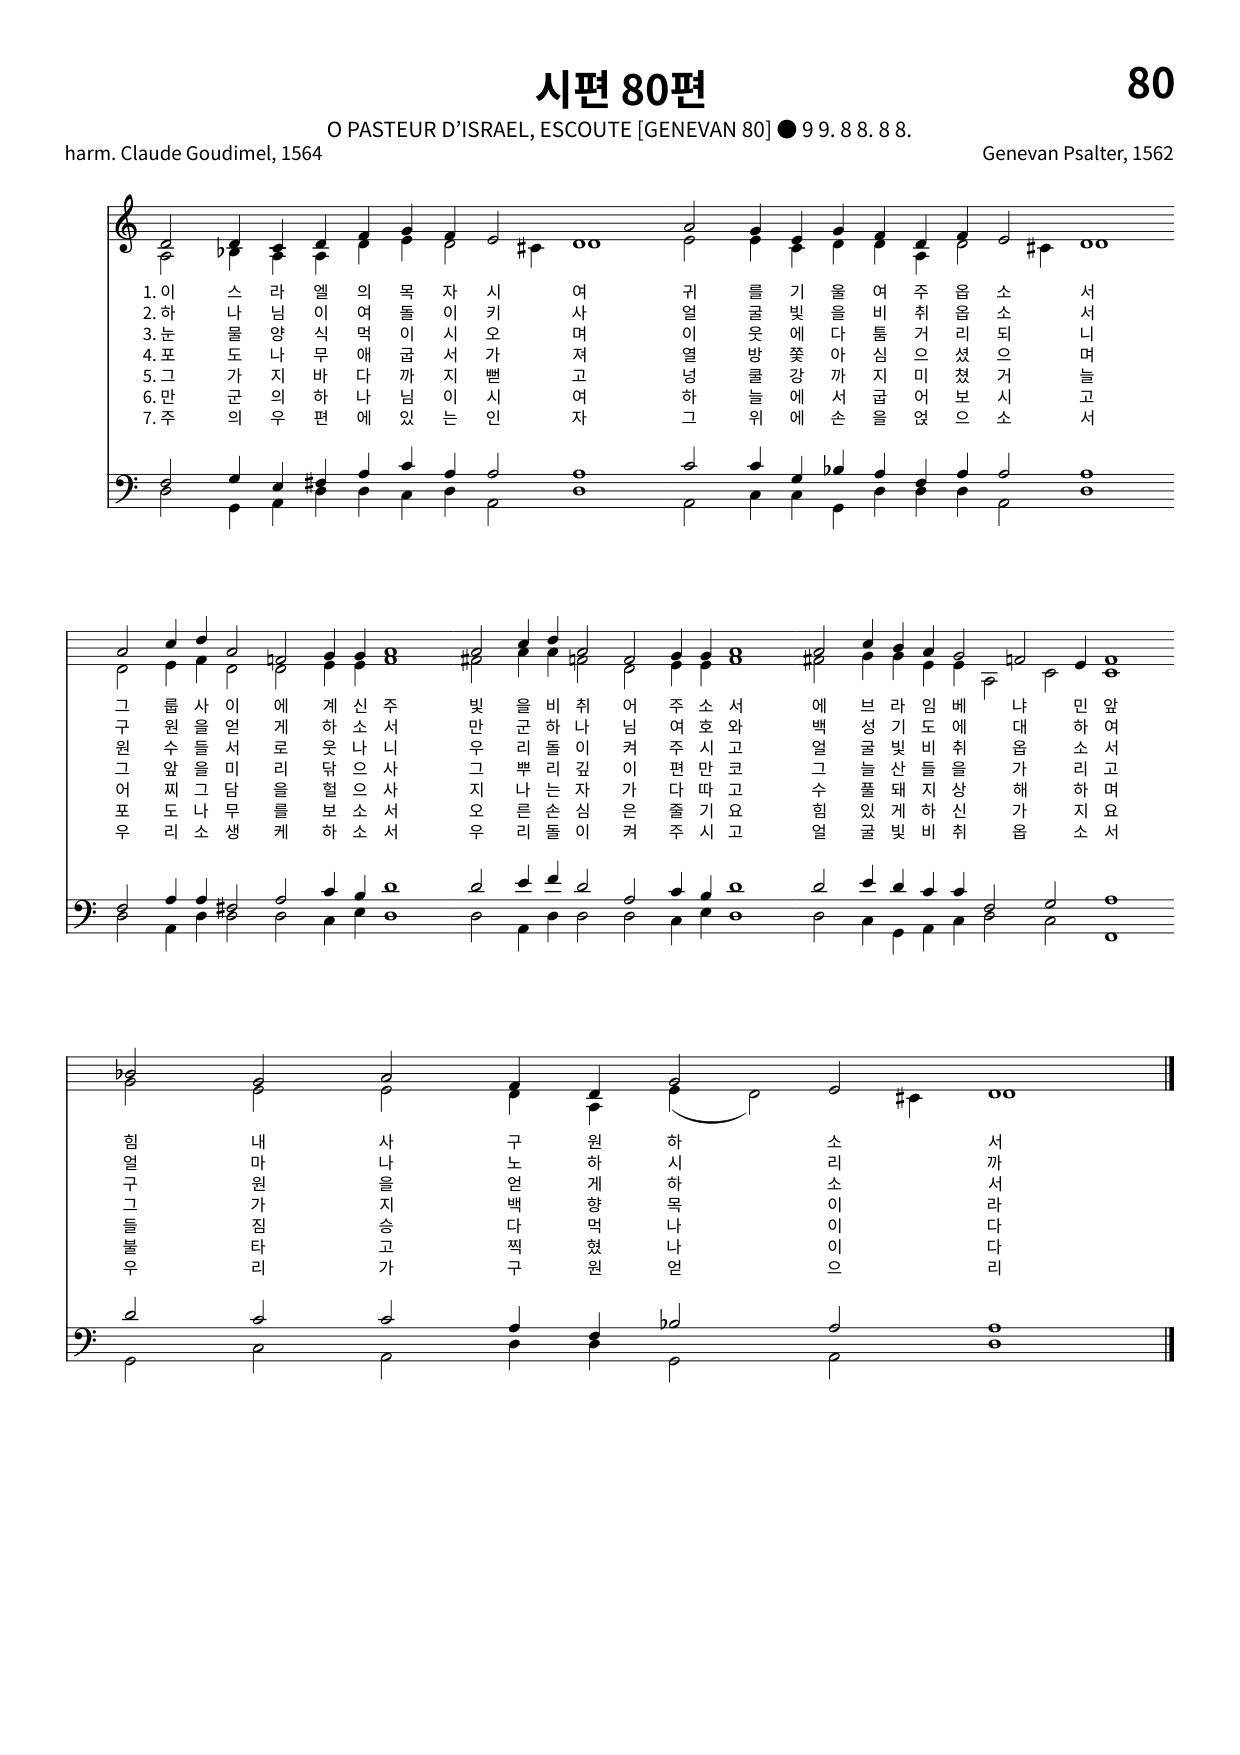 시편 80편
80
O PASTEUR D’ISRAEL, ESCOUTE [GENEVAN 80] ● 9 9. 8 8. 8 8.
harm. Claude Goudimel, 1564
Genevan Psalter, 1562
1. 이 스 라 엘 의 목 자 시 여 귀 를 기 울 여 주 옵 소 서
2. 하 나 님 이 여 돌 이 키 사 얼 굴 빛 을 비 취 옵 소 서
3. 눈 물 양 식 먹 이 시 오 며 이 웃 에 다 툼 거 리 되 니
4. 포 도 나 무 애 굽 서 가 져 열 방 쫓 아 심 으 셨 으 며
5. 그 가 지 바 다 까 지 뻗 고 넝 쿨 강 까 지 미 쳤 거 늘
6. 만 군 의 하 나 님 이 시 여 하 늘 에 서 굽 어 보 시 고
7. 주 의 우 편 에 있 는 인 자 그 위 에 손 을 얹 으 소 서
그 룹 사 이 에 계 신 주 빛 을 비 취 어 주 소 서 에 브 라 임 베 냐 민 앞
구 원 을 얻 게 하 소 서 만 군 하 나 님 여 호 와 백 성 기 도 에 대 하 여
원 수 들 서 로 웃 나 니 우 리 돌 이 켜 주 시 고 얼 굴 빛 비 취 옵 소 서
그 앞 을 미 리 닦 으 사 그 뿌 리 깊 이 편 만 코 그 늘 산 들 을 가 리 고
어 찌 그 담 을 헐 으 사 지 나 는 자 가 다 따 고 수 풀 돼 지 상 해 하 며
포 도 나 무 를 보 소 서 오 른 손 심 은 줄 기 요 힘 있 게 하 신 가 지 요
우 리 소 생 케 하 소 서 우 리 돌 이 켜 주 시 고 얼 굴 빛 비 취 옵 소 서
힘 내 사 구 원 하 소 서
얼 마 나 노 하 시 리 까
구 원 을 얻 게 하 소 서
그 가 지 백 향 목 이 라
들 짐 승 다 먹 나 이 다
불 타 고 찍 혔 나 이 다
우 리 가 구 원 얻 으 리